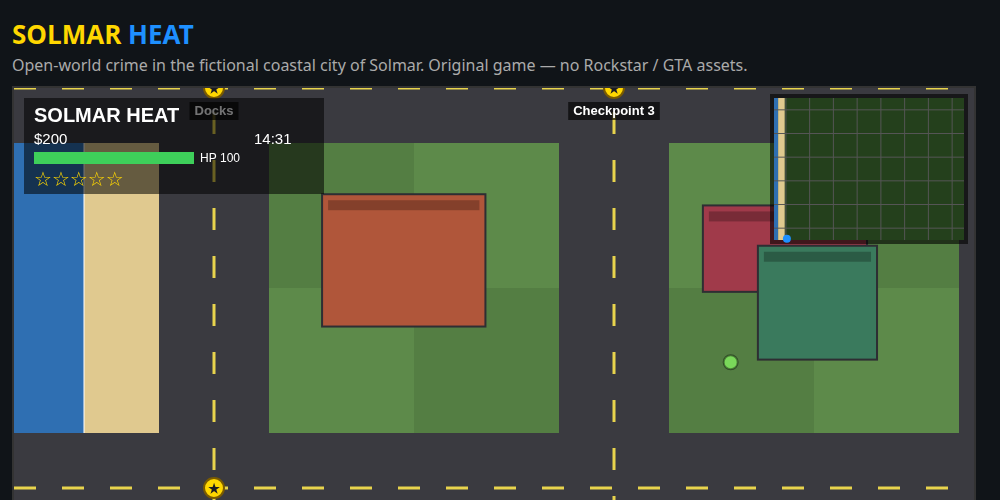 SOLMAR HEAT
Open-world crime in the fictional coastal city of Solmar. Original game — no Rockstar / GTA assets.
SOLMAR HEAT
Docks
Checkpoint 3
$200
14:31
HP 100